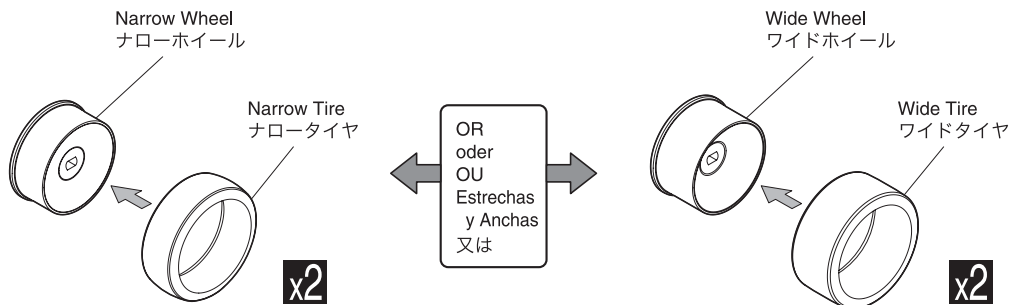 Narrow Wheel
ナローホイール
Narrow Tire
ナロータイヤ
x2
OR
oder
OU
Estrechas
y Anchas
又は
Wide Wheel
ワイドホイール
Wide Tire
ワイドタイヤ
x2